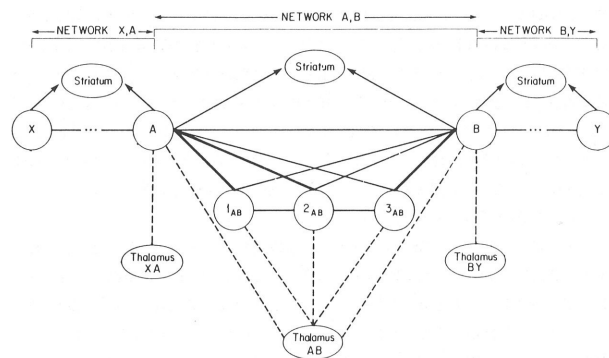 NETWORK X,A
NETWORK A,B
NETWORK B,Y
Striatum
Striatum
Striatum
X
...
A
B
...
Y
1AB
2AB
3AB
Thalamus
XA
Thalamus
BY
Thalamus
AB